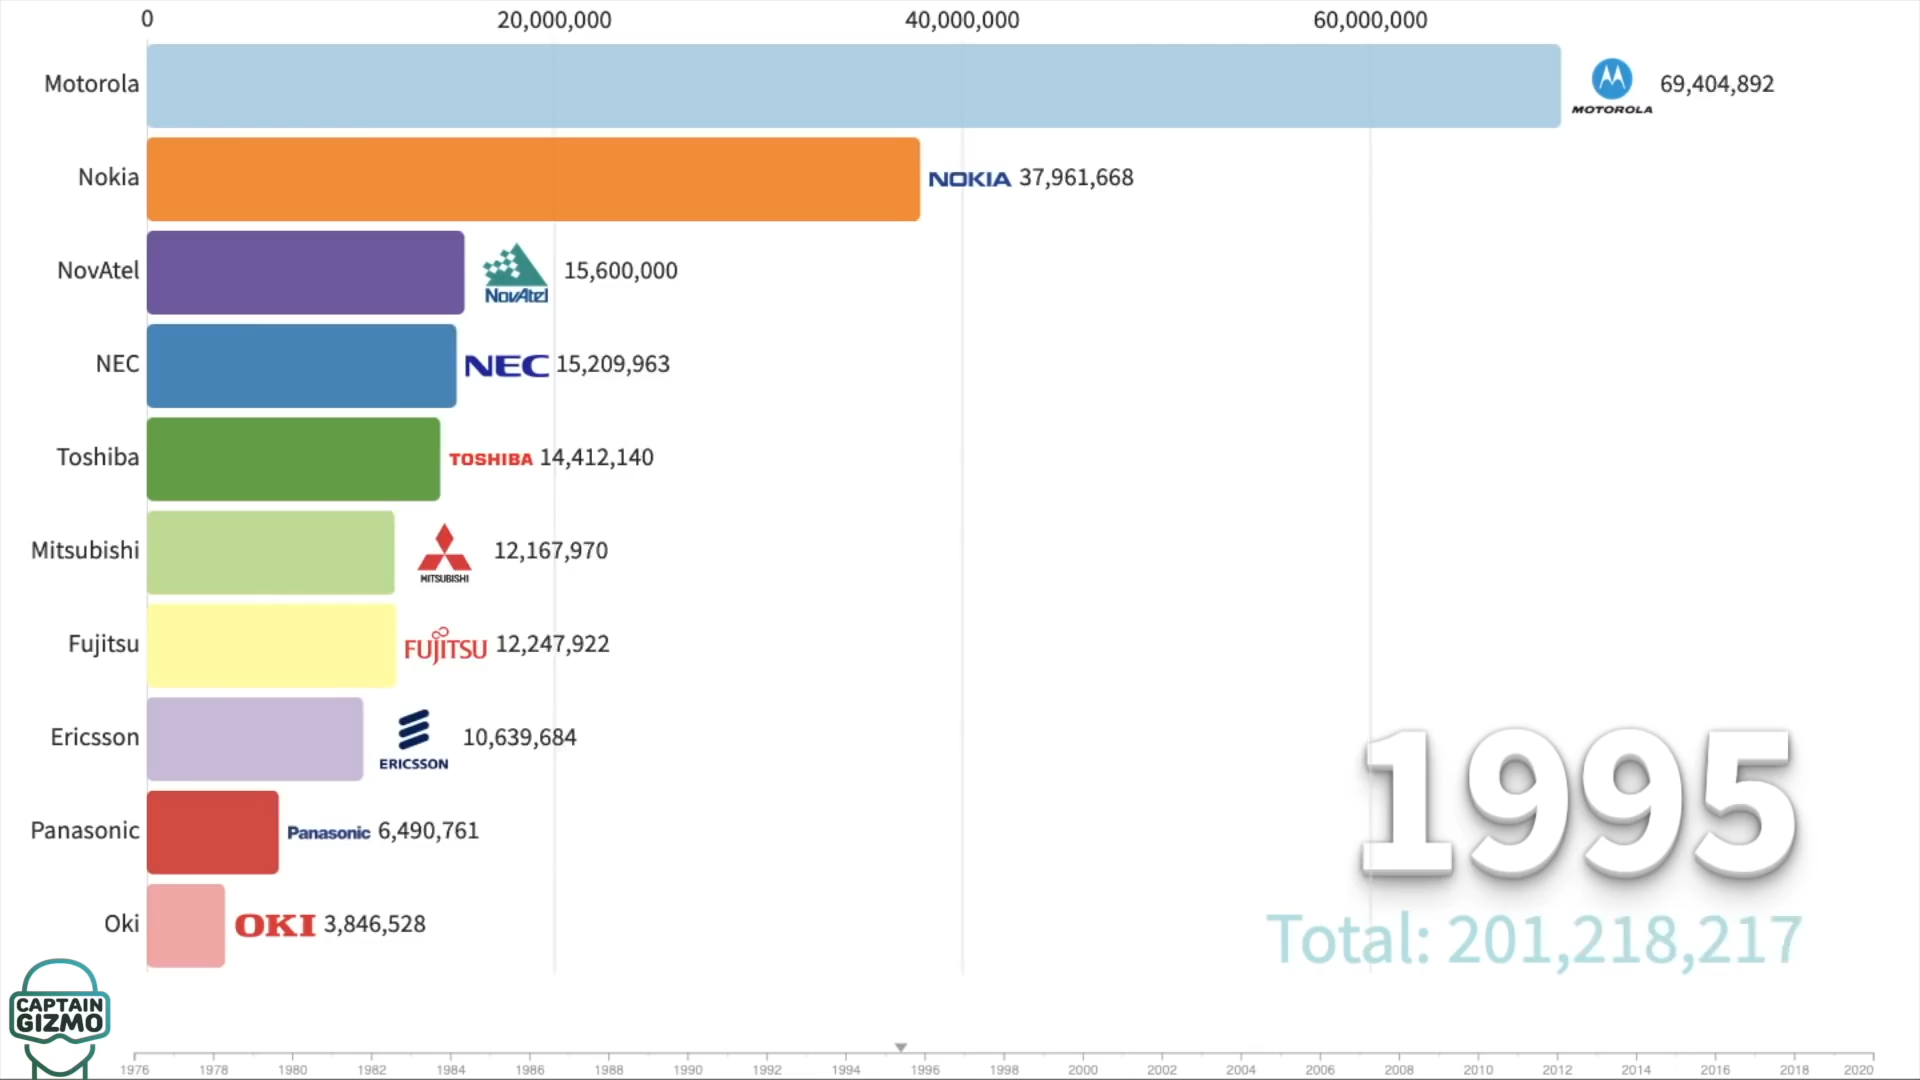 0 20,000,000 40,000,000 60,000,000
Motorola MOTOROLA 69,404,892
Nokia NOKIA 37,961,668
NovAtel NovAtel 15,600,000
NEC NEC 15,209,963
Toshiba TOSHIBA 14,412,140
Mitsubishi MITSUBISHI 12,167,970
Fujitsu FUJITSU 12,247,922
Ericsson ERICSSON 10,639,684
Panasonic Panasonic 6,490,761
Oki OKI 3,846,528
1995
Total: 201,218,217
CAPTAIN
GIZMO
1976 1978 1980 1982 1984 1986 1988 1990 1992 1994 1996 1998 2000 2002 2004 2006 2008 2010 2012 2014 2016 2018 2020